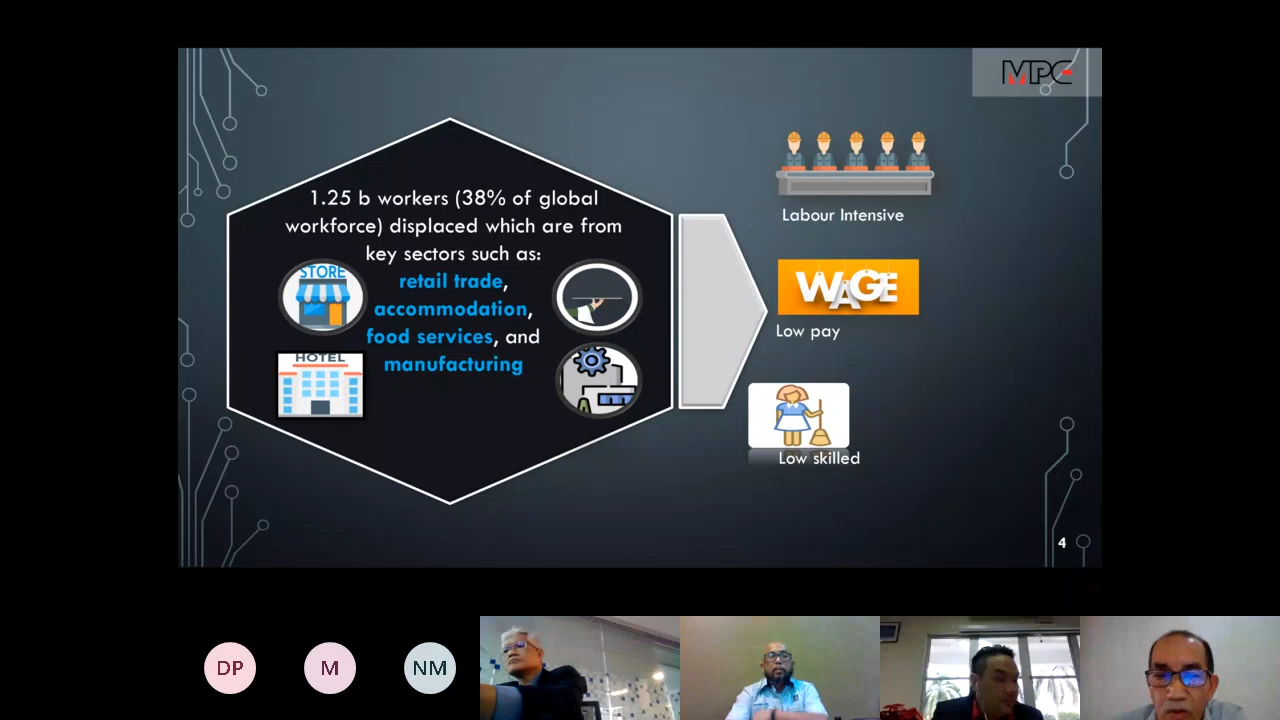 MPC
1.25 b workers (38% of global
workforce) displaced which are from
key sectors such as:
retail trade,
accommodation,
food services, and
manufacturing
STORE
HOTEL
Labour Intensive
WAGE
Low pay
Low skilled
4
DP
M
NM